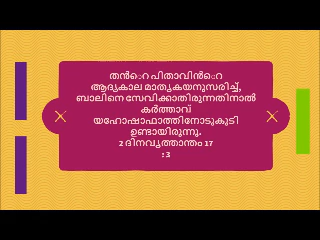 തൻെറ പിതാവിൻെറ
ആദ്യകാല മാതൃകയനുസരിച്ച്,
ബാലിനെ സേവിക്കാതിരുന്നതിനാൽ
കർത്താവ്
യഹോഷാഫാത്തിനോടുകൂടി
ഉണ്ടായിരുന്നു.
2 ദിനവൃത്താന്തം 17
: 3